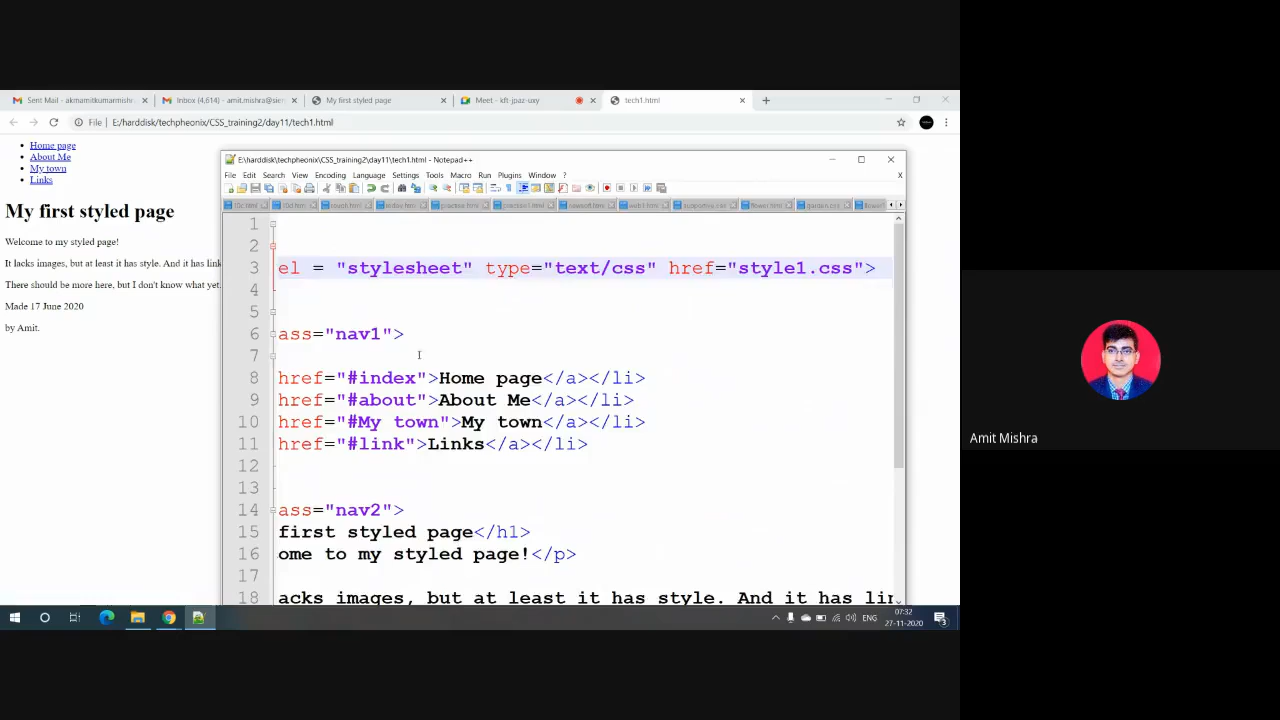 Sent Mail - akmamitkumarmishr
Inbox (4,614) - amit.mishra@sie
My first styled page
Meet - kft-jpaz-uxy
tech1.html
File | E:/harddisk/techpheonix/CSS_training2/day11/tech1.html
Home page
About Me
My town
Links
My first styled page
Welcome to my styled page!
It lacks images, but at least it has style. And it has link
There should be more here, but I don't know what yet.
Made 17 June 2020
by Amit.
E:\harddisk\techpheonix\CSS_training2\day11\tech1.html - Notepad++
File Edit Search View Encoding Language Settings Tools Macro Run Plugins Window ?
X
1
2
3 el = "stylesheet" type="text/css" href="style1.css">
4
5
6 ass="nav1">
7
8 href="#index">Home page</a></li>
9 href="#about">About Me</a></li>
10 href="#My town">My town</a></li>
11 href="#link">Links</a></li>
12
13
14 ass="nav2">
15 first styled page</h1>
16 ome to my styled page!</p>
17
18 acks images, but at least it has style. And it has lin
ENG
07:32
27-11-2020
3
Amit Mishra